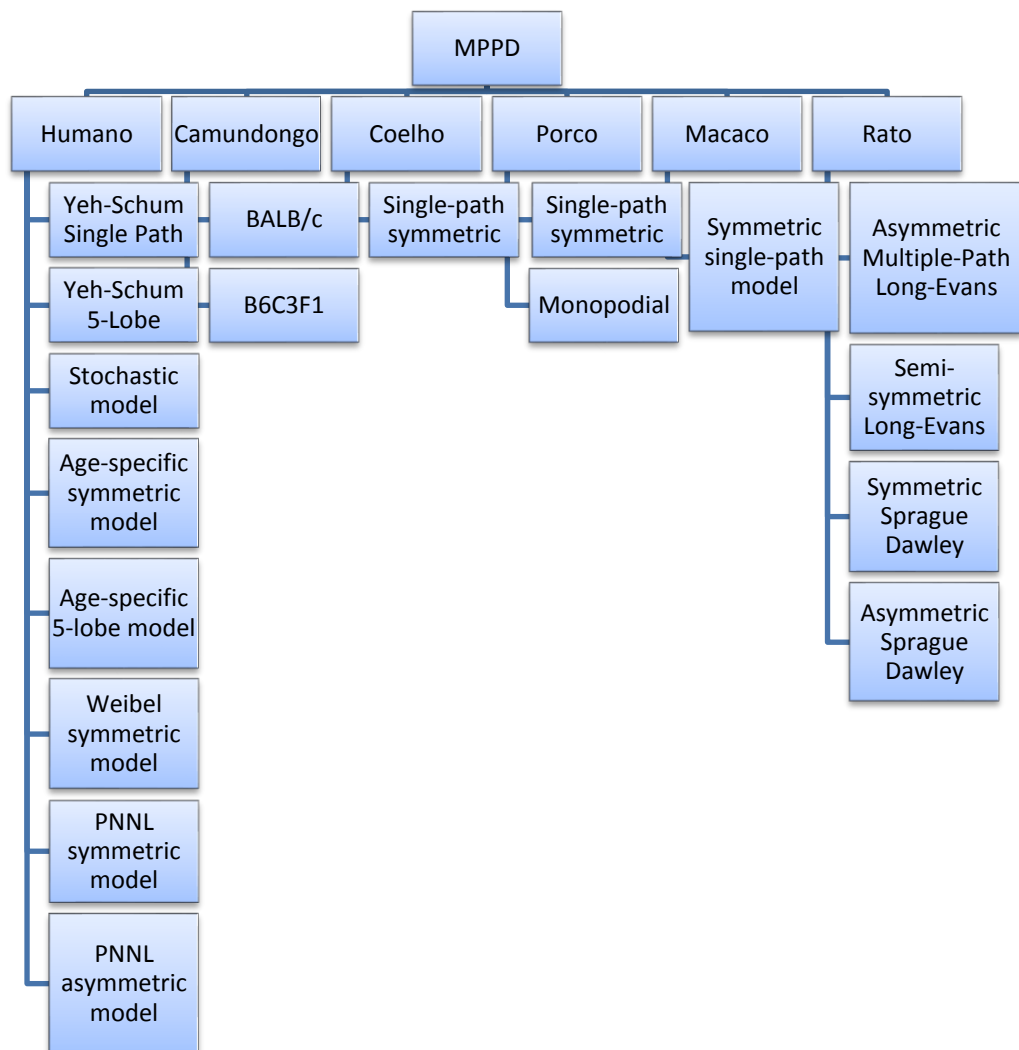 MPPD
Humano
Camundongo
Coelho
Porco
Macaco
Rato
Yeh-Schum
Single Path
Yeh-Schum
5-Lobe
Stochastic
model
Age-specific
symmetric
model
Age-specific
5-lobe model
Weibel
symmetric
model
PNNL
symmetric
model
PNNL
asymmetric
model
BALB/c
B6C3F1
Single-path
symmetric
Single-path
symmetric
Monopodial
Symmetric
single-path
model
Asymmetric
Multiple-Path
Long-Evans
Semi-
symmetric
Long-Evans
Symmetric
Sprague
Dawley
Asymmetric
Sprague
Dawley